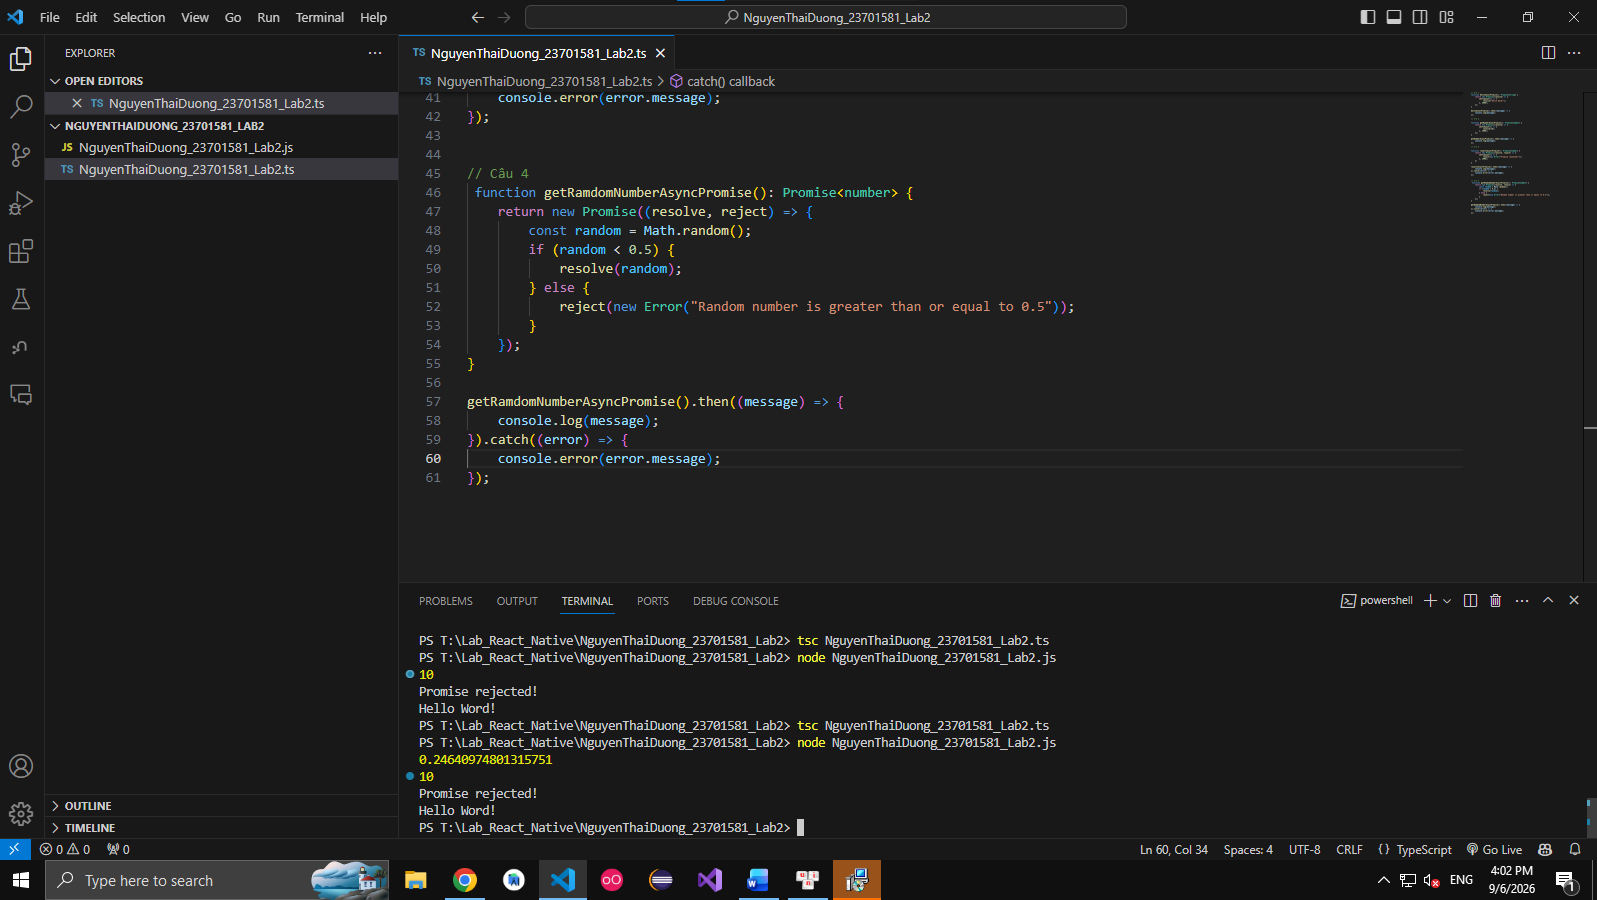 File Edit Selection View Go Run Terminal Help
NguyenThaiDuong_23701581_Lab2
EXPLORER
OPEN EDITORS
TS NguyenThaiDuong_23701581_Lab2.ts
NGUYENTHAIDUONG_23701581_LAB2
JS NguyenThaiDuong_23701581_Lab2.js
TS NguyenThaiDuong_23701581_Lab2.ts
OUTLINE
TIMELINE
TS NguyenThaiDuong_23701581_Lab2.ts
TS NguyenThaiDuong_23701581_Lab2.ts > catch() callback
41 console.error(error.message);
42 });
43
44
45 // Câu 4
46 function getRamdomNumberAsyncPromise(): Promise<number> {
47 return new Promise((resolve, reject) => {
48 const random = Math.random();
49 if (random < 0.5) {
50 resolve(random);
51 } else {
52 reject(new Error("Random number is greater than or equal to 0.5"));
53 }
54 });
55 }
56
57 getRamdomNumberAsyncPromise().then((message) => {
58 console.log(message);
59 }).catch((error) => {
60 console.error(error.message);
61 });
PROBLEMS OUTPUT TERMINAL PORTS DEBUG CONSOLE
powershell
PS T:\Lab_React_Native\NguyenThaiDuong_23701581_Lab2> tsc NguyenThaiDuong_23701581_Lab2.ts
PS T:\Lab_React_Native\NguyenThaiDuong_23701581_Lab2> node NguyenThaiDuong_23701581_Lab2.js
10
Promise rejected!
Hello Word!
PS T:\Lab_React_Native\NguyenThaiDuong_23701581_Lab2> tsc NguyenThaiDuong_23701581_Lab2.ts
PS T:\Lab_React_Native\NguyenThaiDuong_23701581_Lab2> node NguyenThaiDuong_23701581_Lab2.js
0.24640974801315751
10
Promise rejected!
Hello Word!
PS T:\Lab_React_Native\NguyenThaiDuong_23701581_Lab2>
0 0 0
Ln 60, Col 34 Spaces: 4 UTF-8 CRLF {} TypeScript Go Live
Type here to search
ENG
4:02 PM
9/6/2026
1